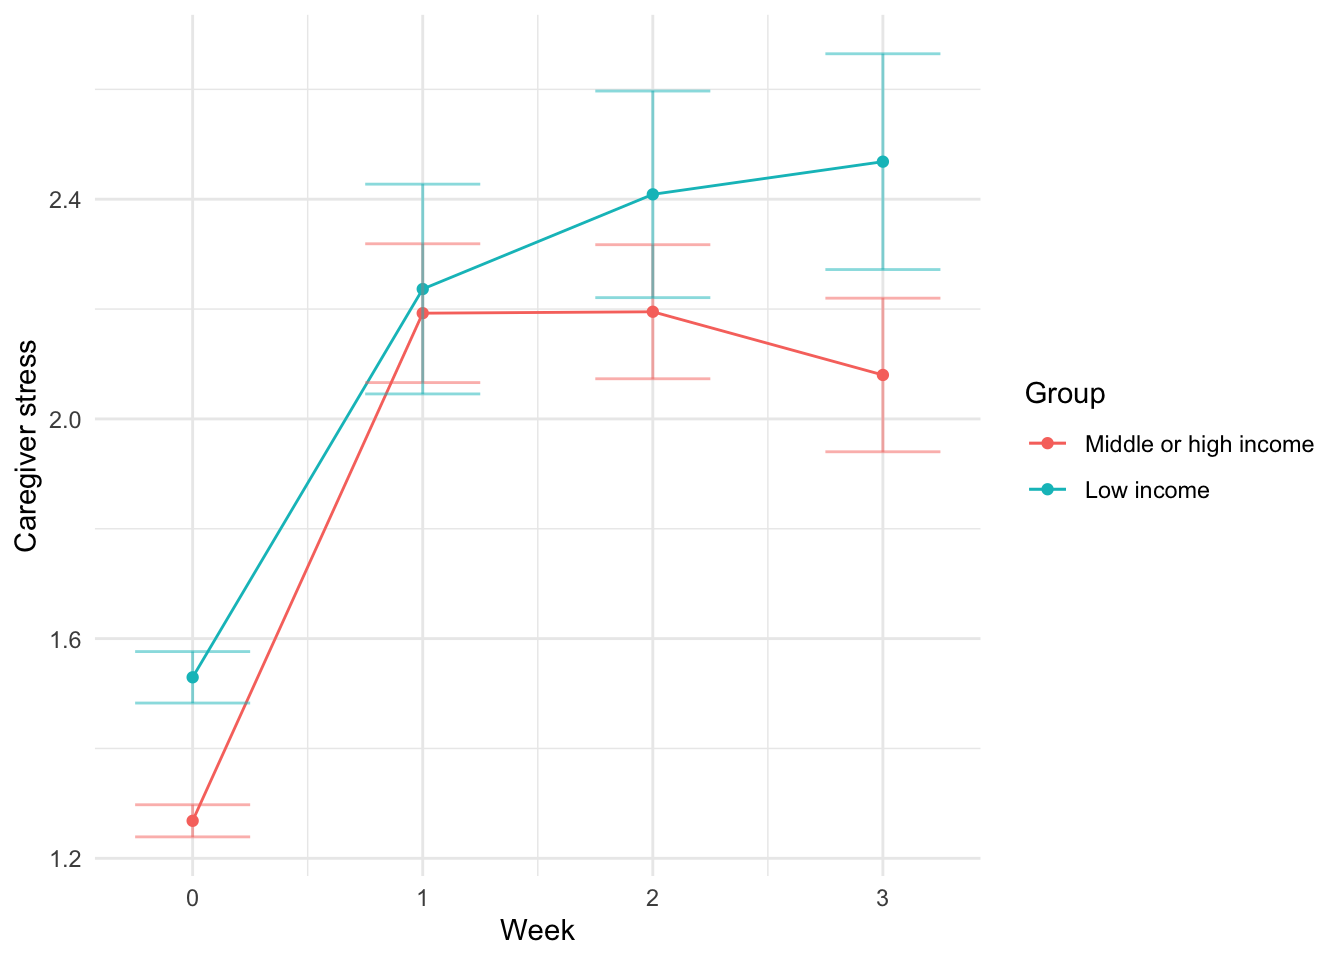 2.4
2.0
1.6
1.2
Caregiver stress
0 1 2 3
Week
Group
Middle or high income
Low income